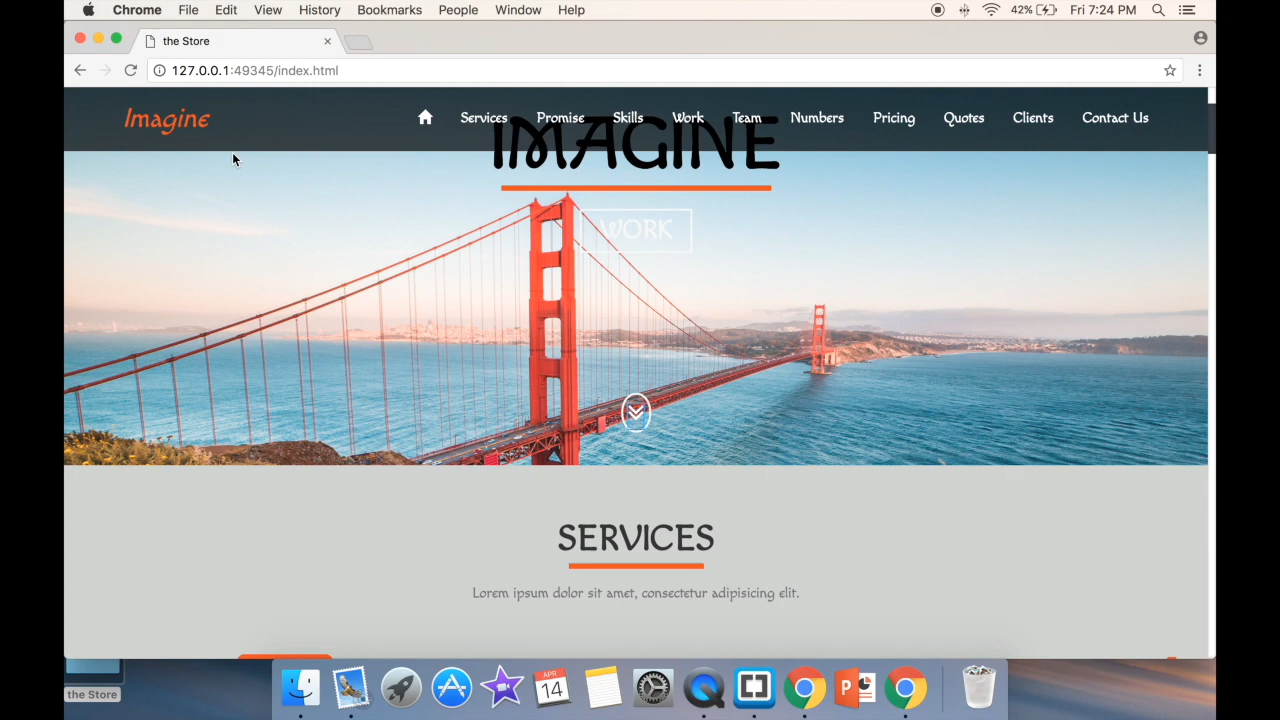 Chrome File Edit View History Bookmarks People Window Help 42% Fri 7:24 PM
the Store
127.0.0.1:49345/index.html
Imagine Services Promise Skills Work Team Numbers Pricing Quotes Clients Contact Us
IMAGINE
WORK
SERVICES
Lorem ipsum dolor sit amet, consectetur adipisicing elit.
APR
14
P
the Store